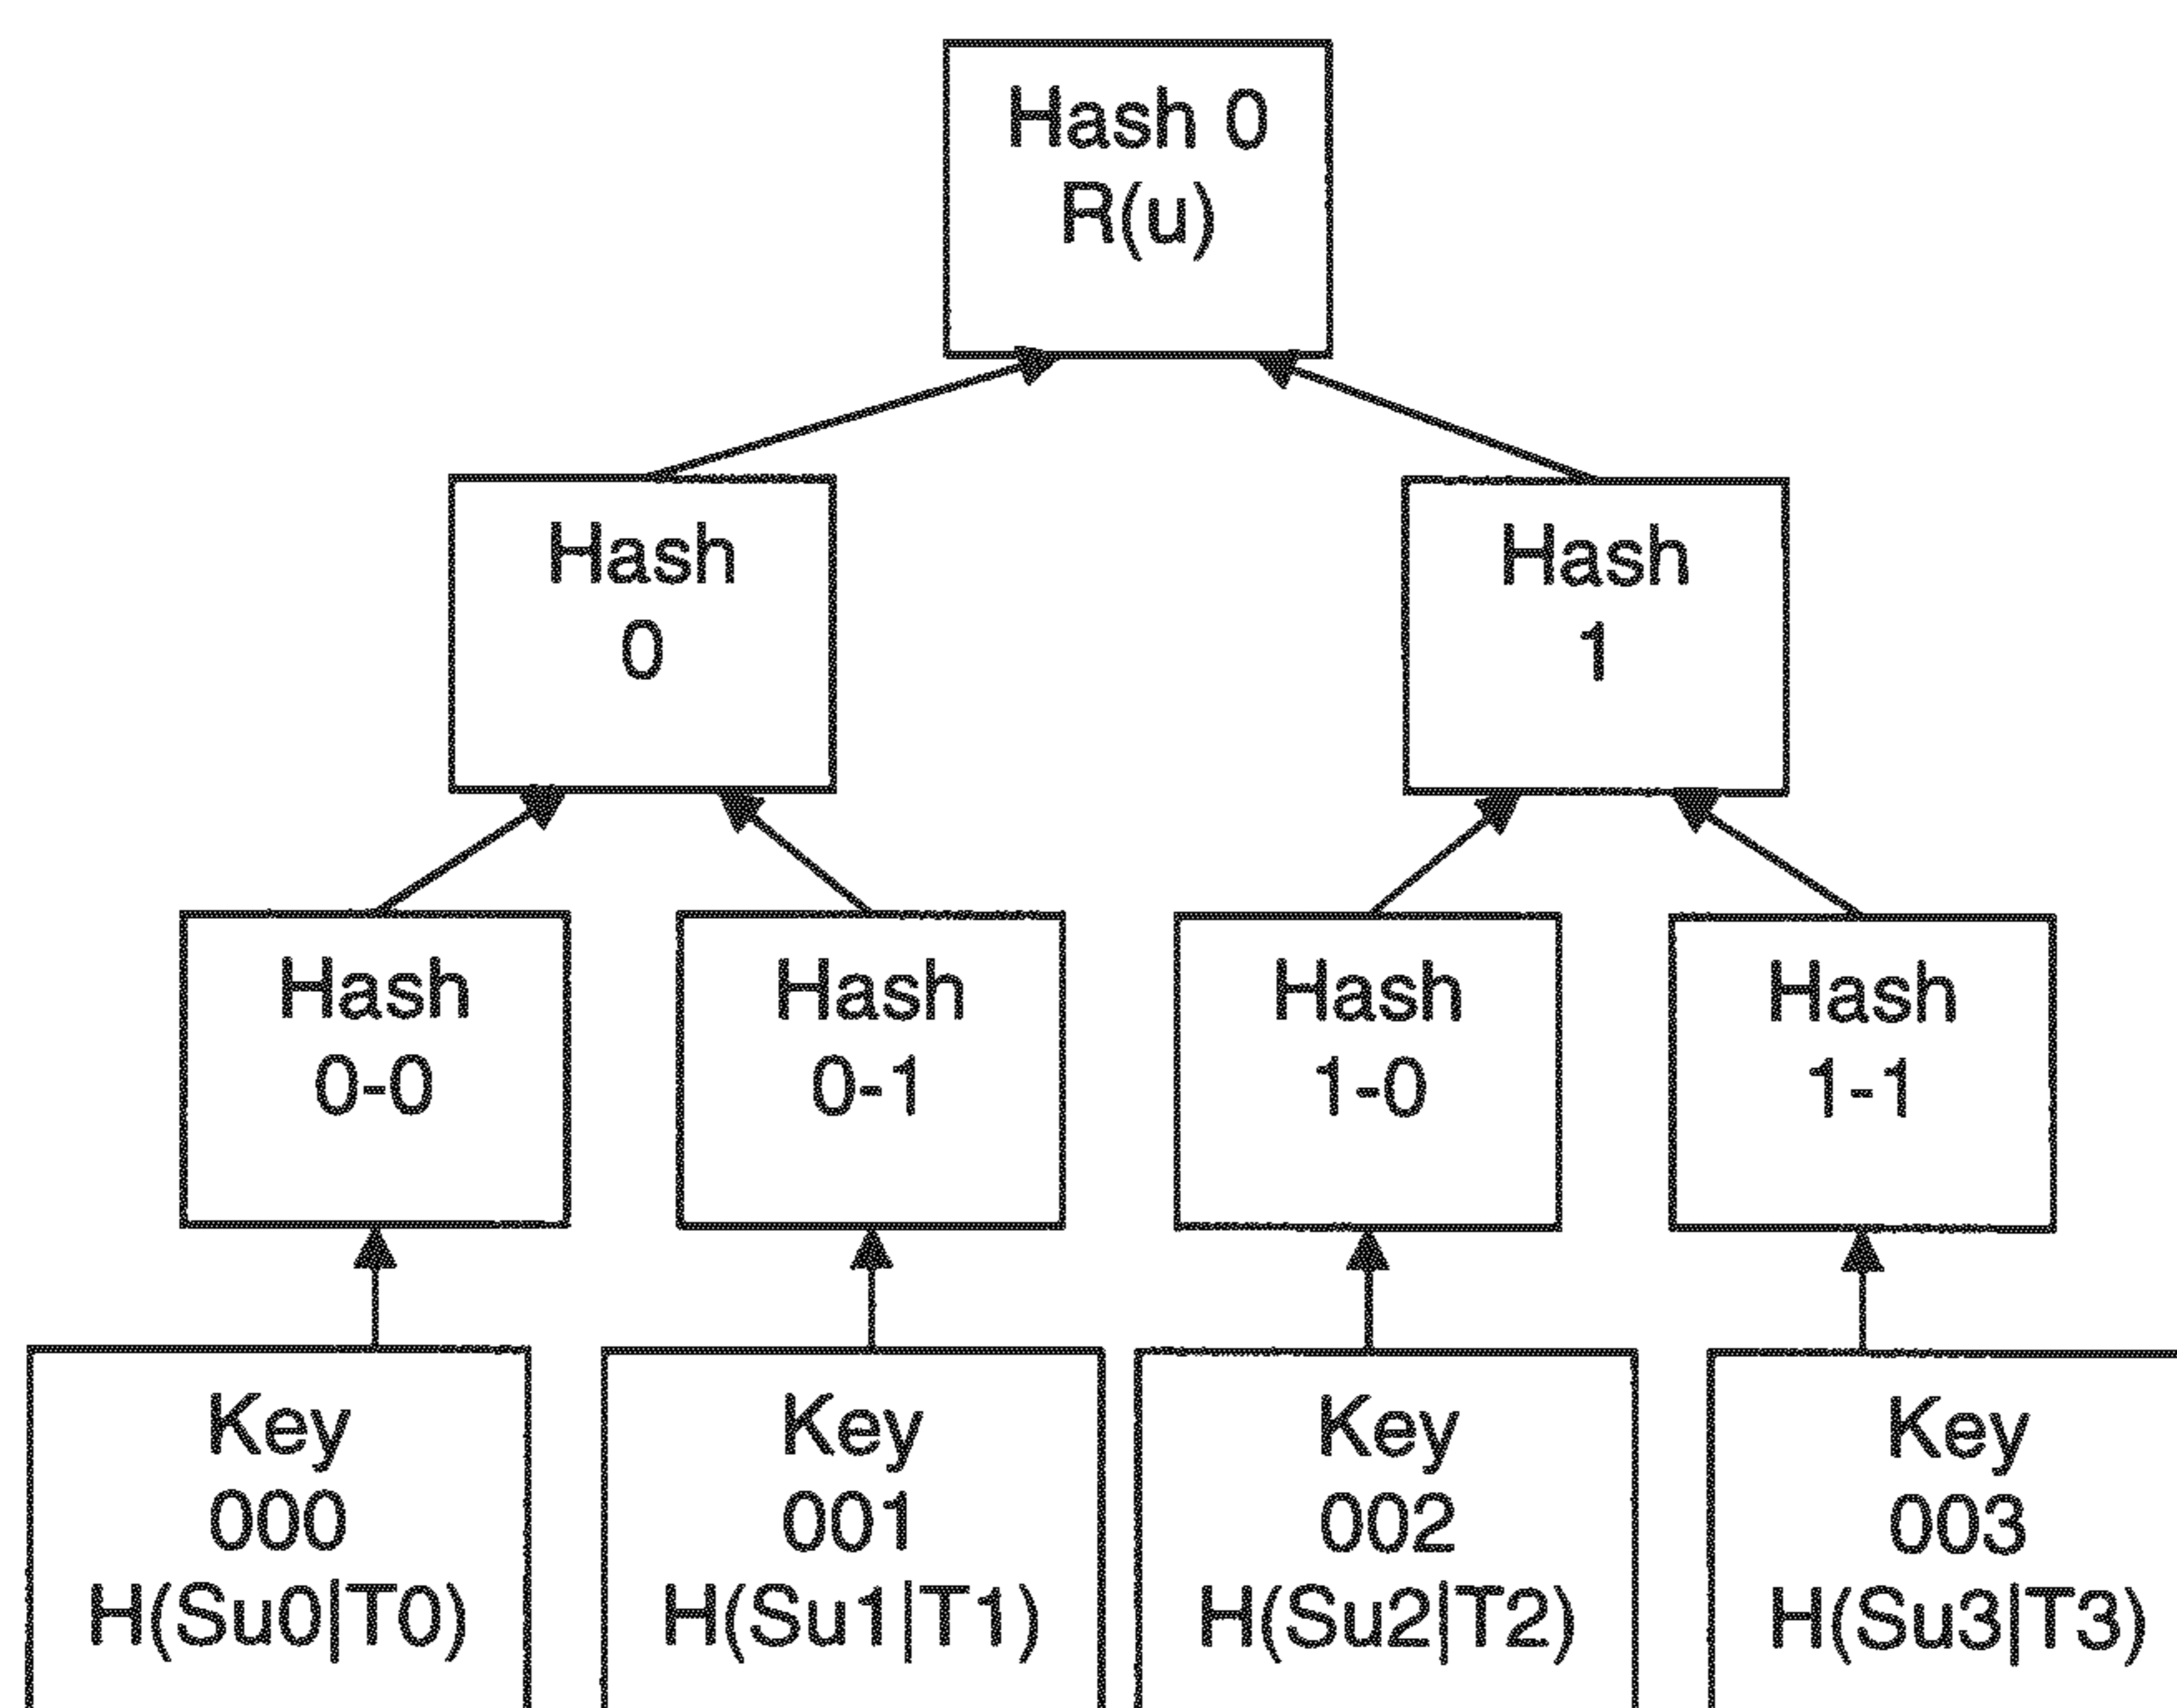 Hash 0
R(u)
Hash
0
Hash
1
Hash
0-0
Hash
0-1
Hash
1-0
Hash
1-1
Key
000
H(Su0|T0)
Key
001
H(Su1|T1)
Key
002
H(Su2|T2)
Key
003
H(Su3|T3)